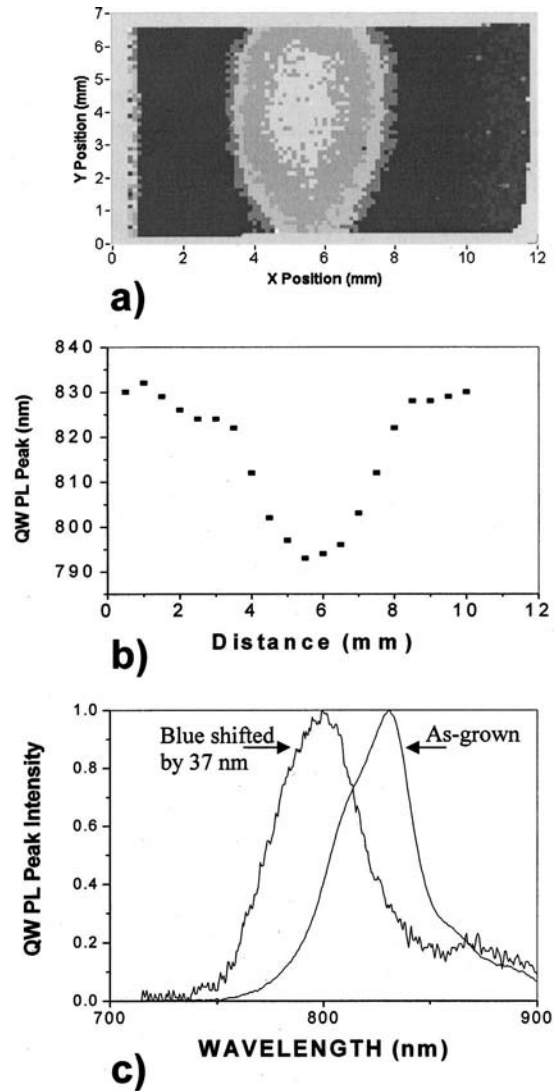 7
6
5
4
3
2
1
0
Y Position (mm)
0 2 4 6 8 10 12
X Position (mm)
a)
840
830
820
810
800
790
QW PL Peak (nm)
0 2 4 6 8 10 12
Distance (mm)
b)
1.0
0.8
0.6
0.4
0.2
0.0
QW PL Peak Intensity
Blue shifted
by 37 nm
As-grown
700 800 900
WAVELENGTH (nm)
c)